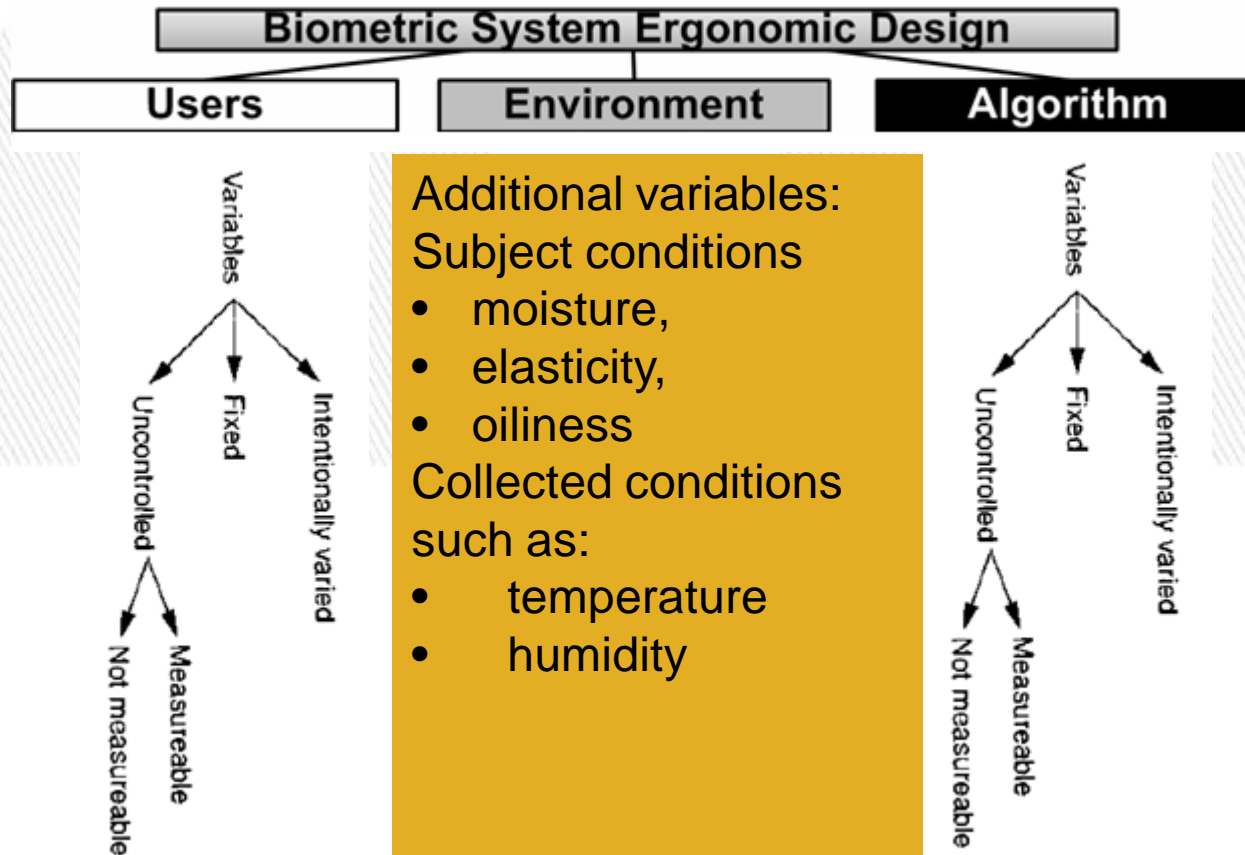 Biometric System Ergonomic Design
Users
Environment
Algorithm
Variables
Uncontrolled
Fixed
Intentionally varied
Not measureable
Measureable
Additional variables:
Subject conditions
• moisture,
• elasticity,
• oiliness
Collected conditions
such as:
• temperature
• humidity
Variables
Uncontrolled
Fixed
Intentionally varied
Not measureable
Measureable